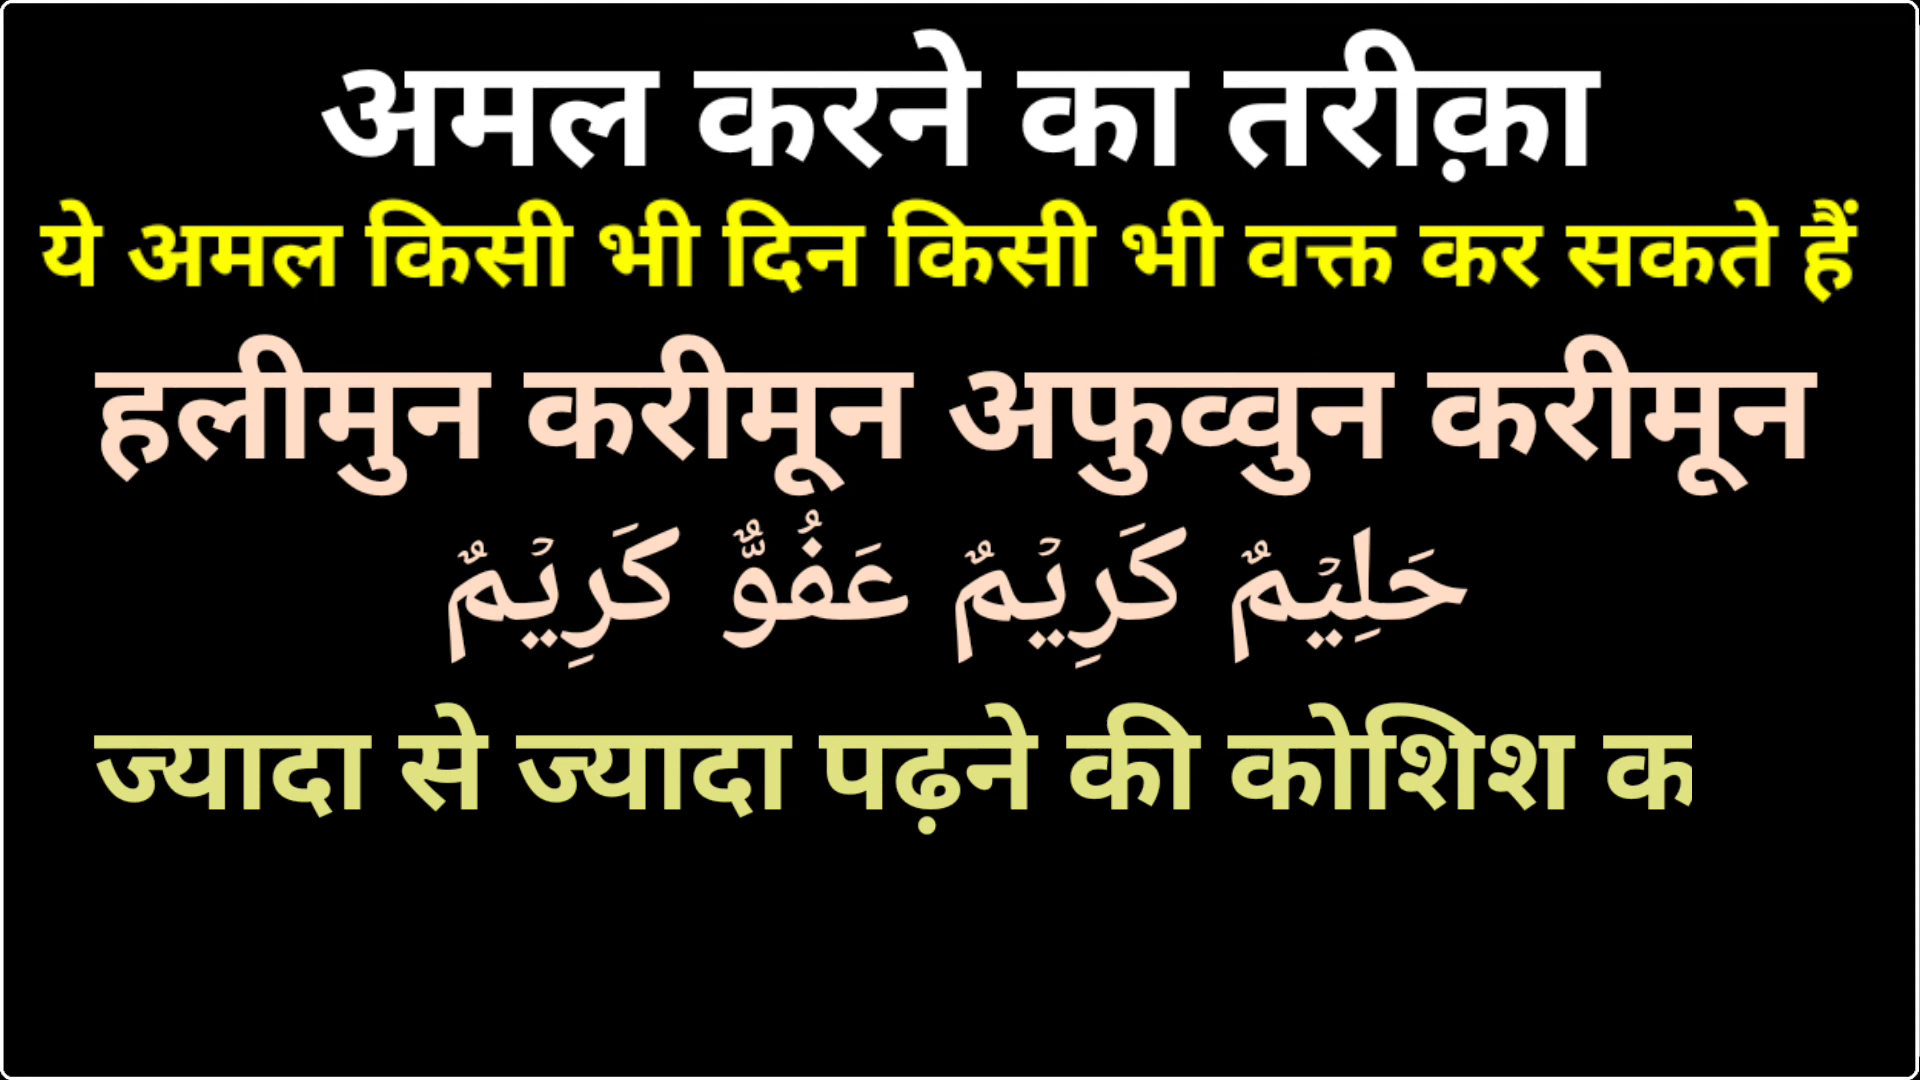 अमल करने का तरीक़ा
ये अमल किसी भी दिन किसी भी वक्त कर सकते हैं
हलीमुन करीमून अफुव्वुन करीमून
حَلِيْمٌ كَرِيْمٌ عَفُوٌّ كَرِيْمٌ
ज्यादा से ज्यादा पढ़ने की कोशिश क